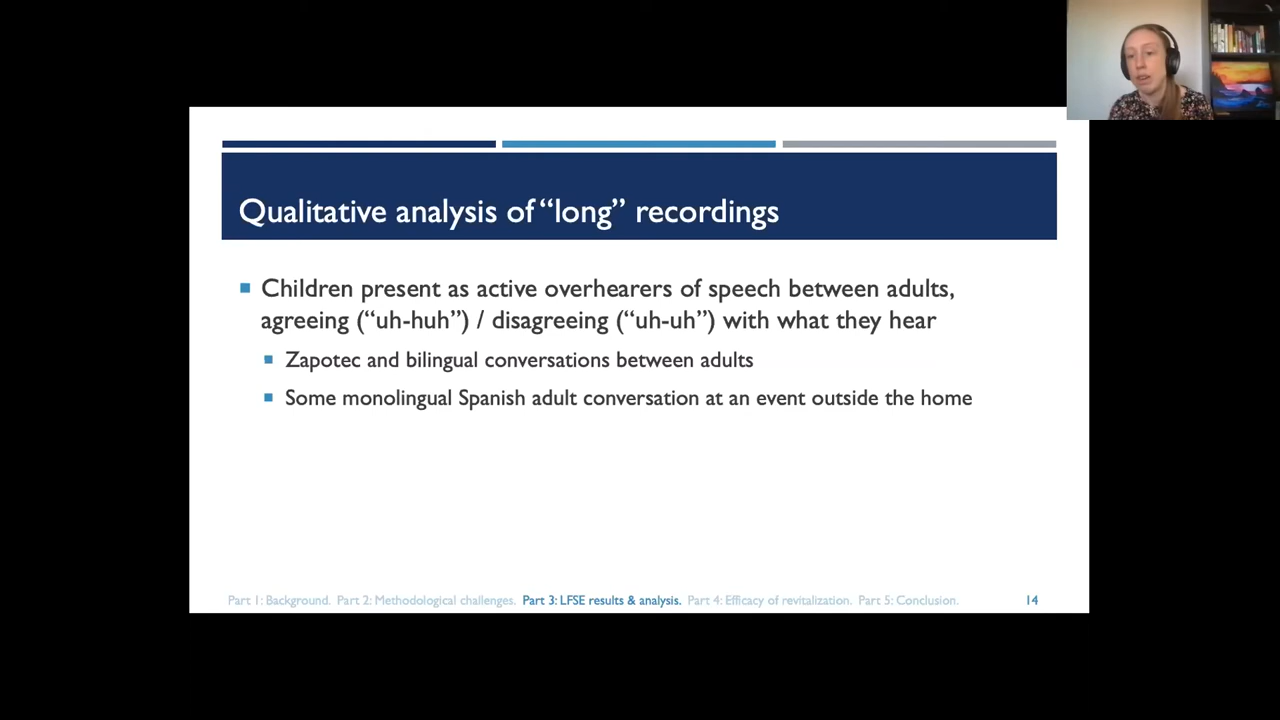 Qualitative analysis of “long” recordings
Children present as active overhearers of speech between adults,
agreeing (“uh-huh”) / disagreeing (“uh-uh”) with what they hear
Zapotec and bilingual conversations between adults
Some monolingual Spanish adult conversation at an event outside the home
Part 1: Background. Part 2: Methodological challenges. Part 3: LFSE results & analysis. Part 4: Efficacy of revitalization. Part 5: Conclusion. 14